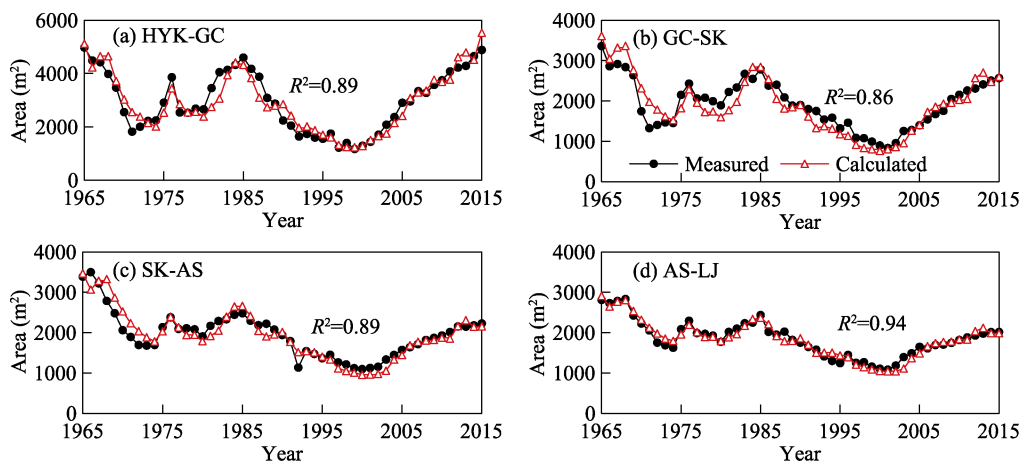 6000
4000
2000
0
Area (m²)
(a) HYK-GC
R²=0.89
1965 1975 1985 1995 2005 2015
Year
4000
3000
2000
1000
0
Area (m²)
(b) GC-SK
R²=0.86
Measured Calculated
1965 1975 1985 1995 2005 2015
Year
4000
3000
2000
1000
0
Area (m²)
(c) SK-AS
R²=0.89
1965 1975 1985 1995 2005 2015
Year
4000
3000
2000
1000
0
Area (m²)
(d) AS-LJ
R²=0.94
1965 1975 1985 1995 2005 2015
Year